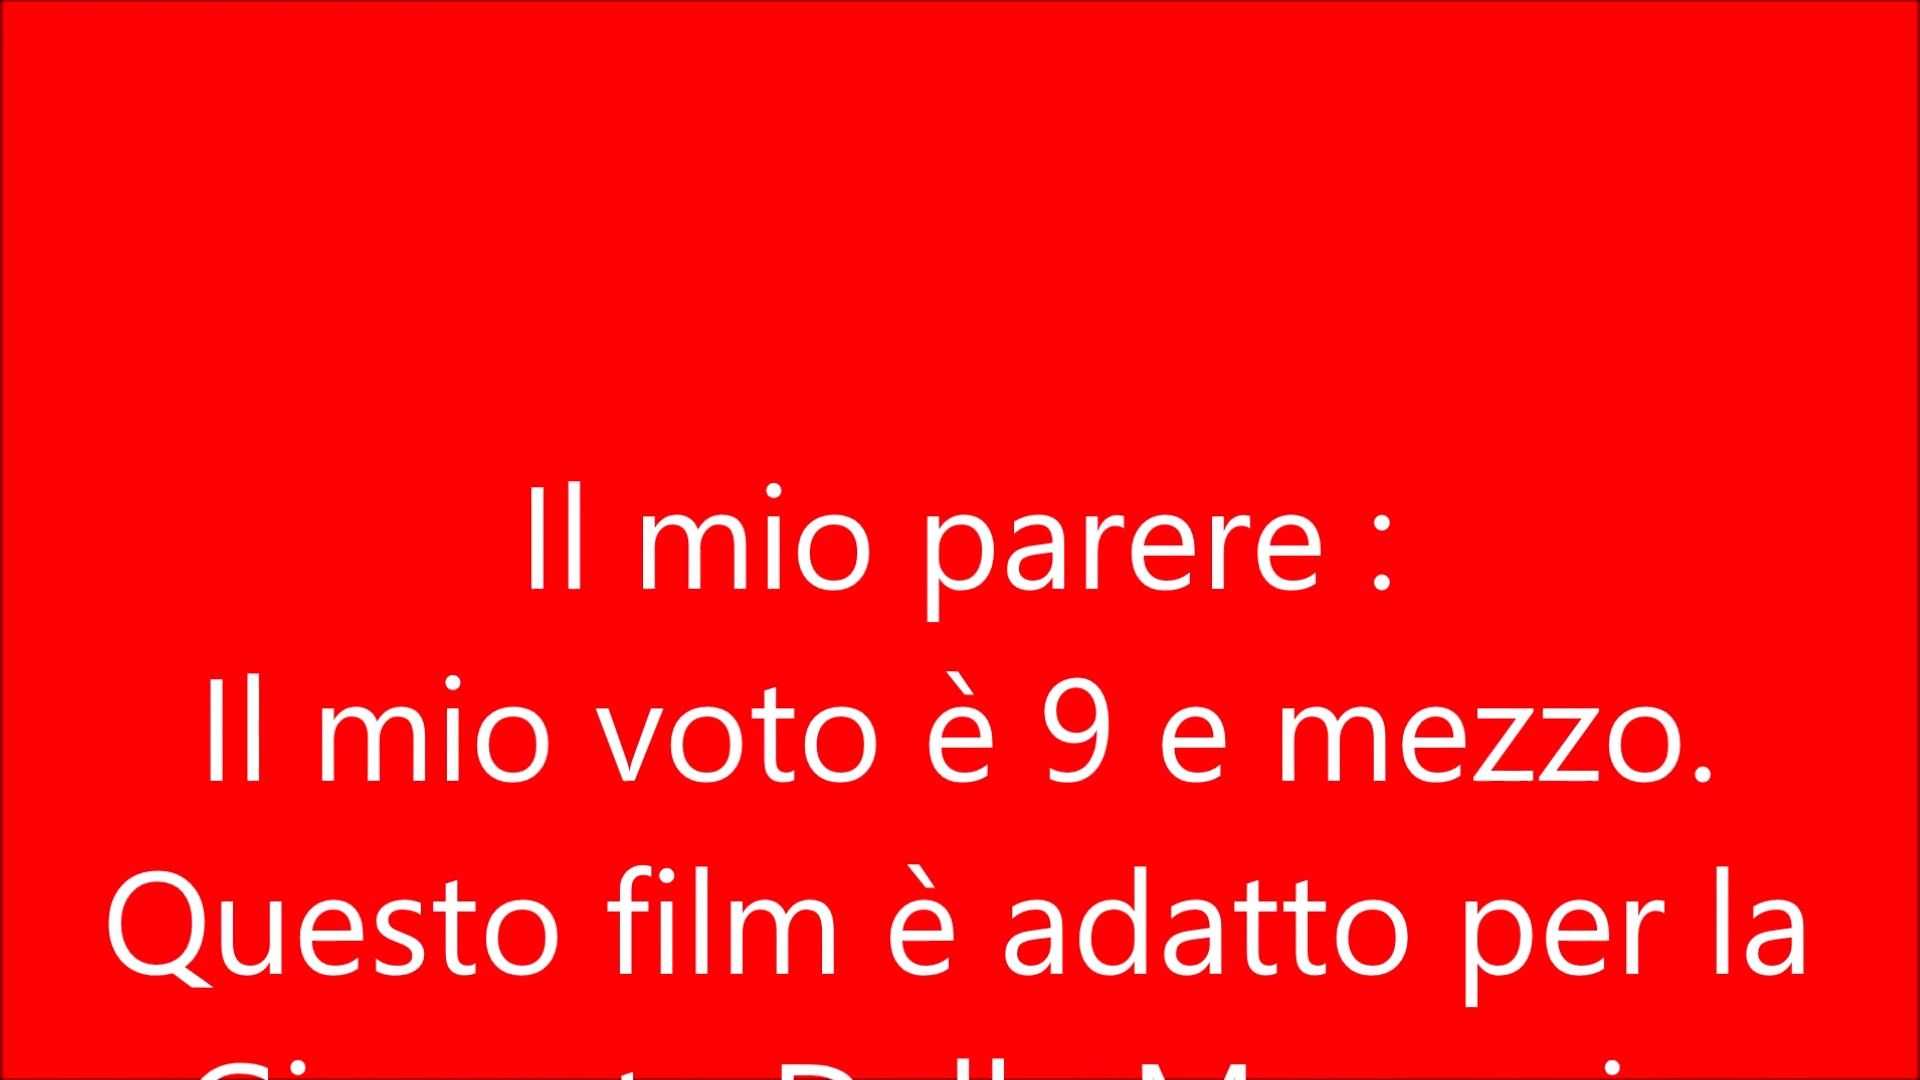 Il mio parere :
Il mio voto è 9 e mezzo.
Questo film è adatto per la